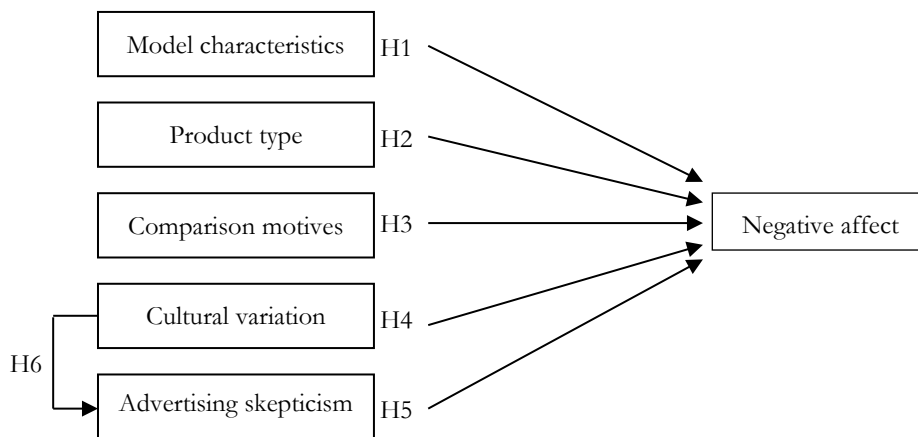 Model characteristics H1
Product type H2
Comparison motives H3 Negative affect
Cultural variation H4
H6
Advertising skepticism H5